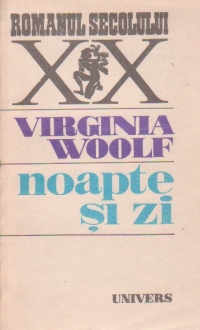 ROMANUL SECOLULUI
XX
VIRGINIA
WOOLF
noapte
și zi
UNIVERS